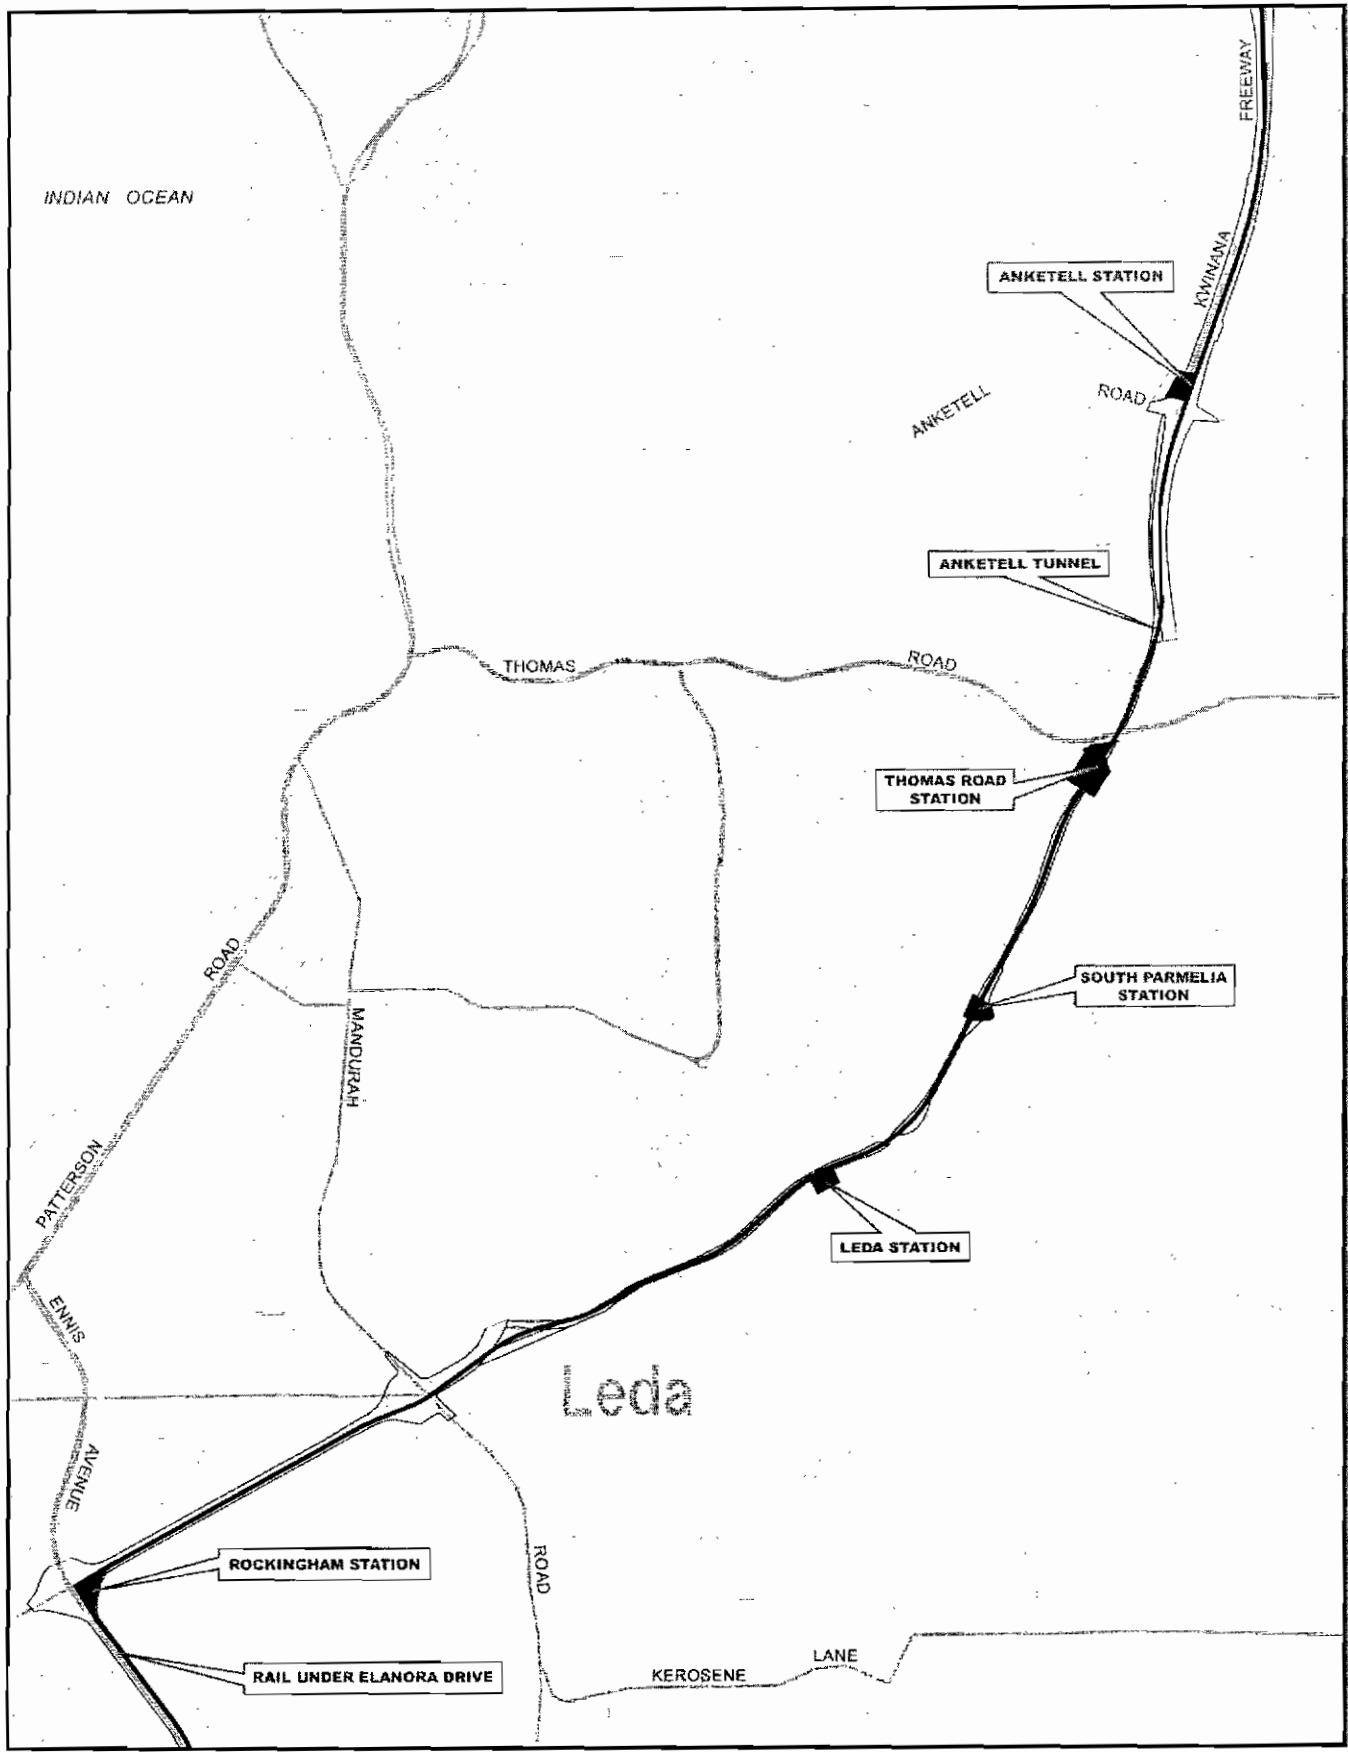 FREEWAY
INDIAN OCEAN
KWINANA
ANKETELL STATION
ANKETELL
ROAD
ANKETELL TUNNEL
THOMAS
ROAD
THOMAS ROAD
STATION
ROAD
SOUTH PARMELIA
STATION
MANDURAH
PATTERSON
LEDA STATION
ENNIS
Leda
AVENUE
ROCKINGHAM STATION
ROAD
RAIL UNDER ELANORA DRIVE
KEROSENE
LANE